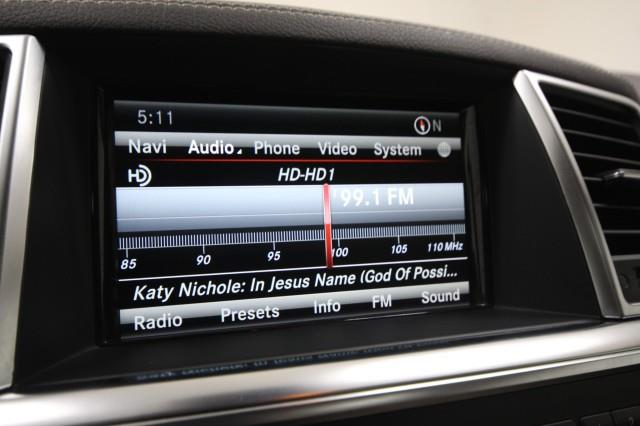 5:11 N
Navi Audio Phone Video System
HD HD-HD1
99.1 FM
85 90 95 100 105 110 MHz
Katy Nichole: In Jesus Name (God Of Possi...
Radio Presets Info FM Sound